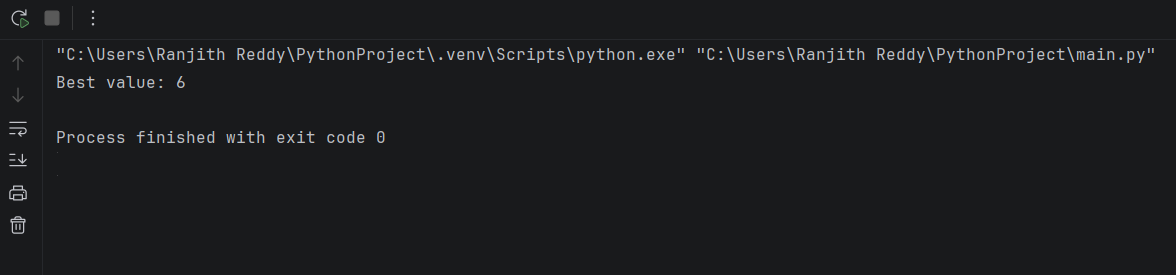 "C:\Users\Ranjith Reddy\PythonProject\.venv\Scripts\python.exe" "C:\Users\Ranjith Reddy\PythonProject\main.py"
Best value: 6
Process finished with exit code 0